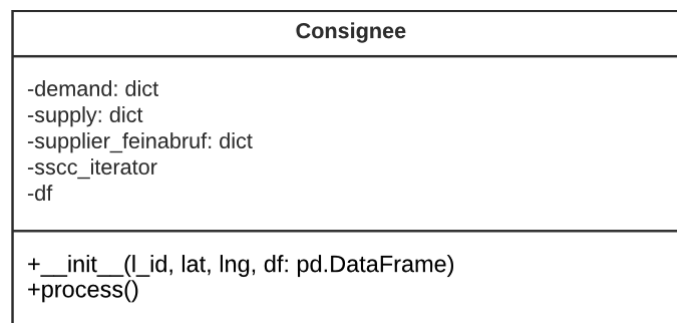 Consignee
-demand: dict
-supply: dict
-supplier_feinabruf: dict
-sscc_iterator
-df
+__init__(l_id, lat, lng, df: pd.DataFrame)
+process()